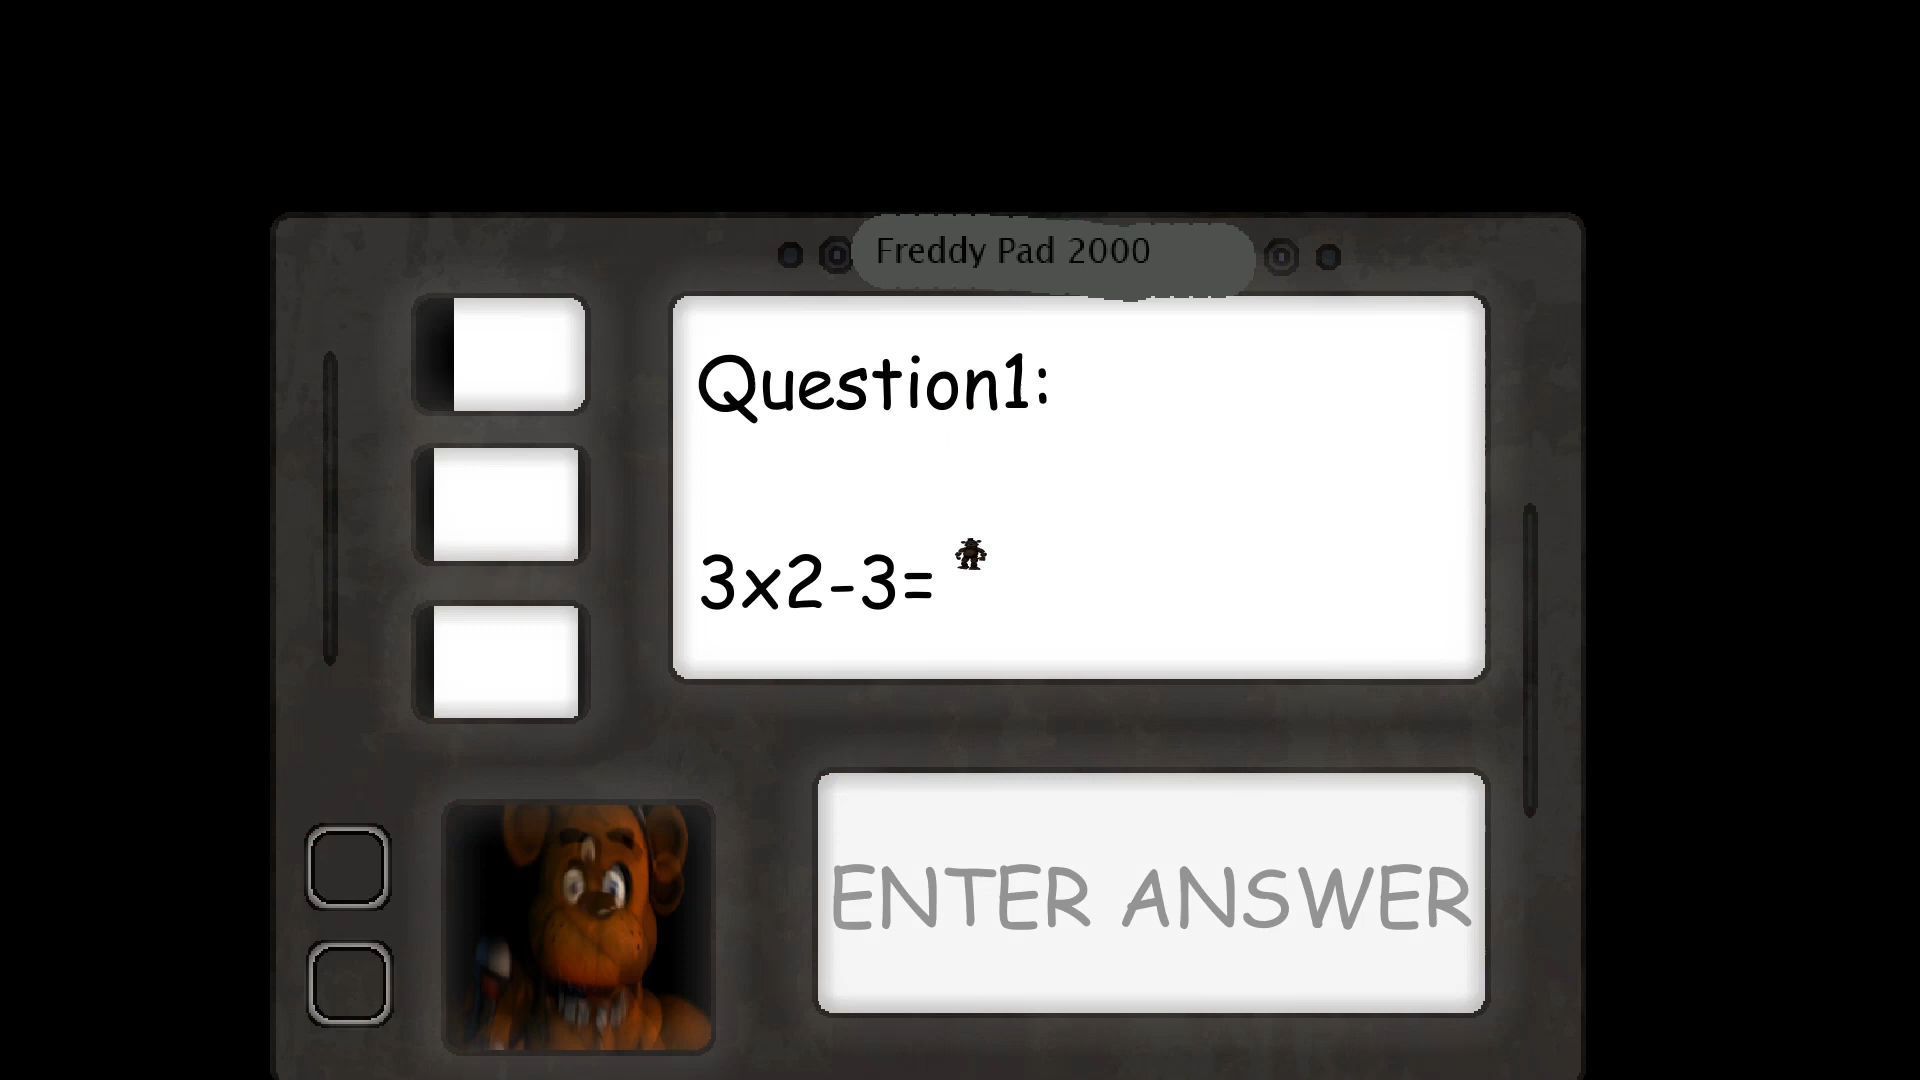 Freddy Pad 2000
Question1:
3x2-3=
ENTER ANSWER